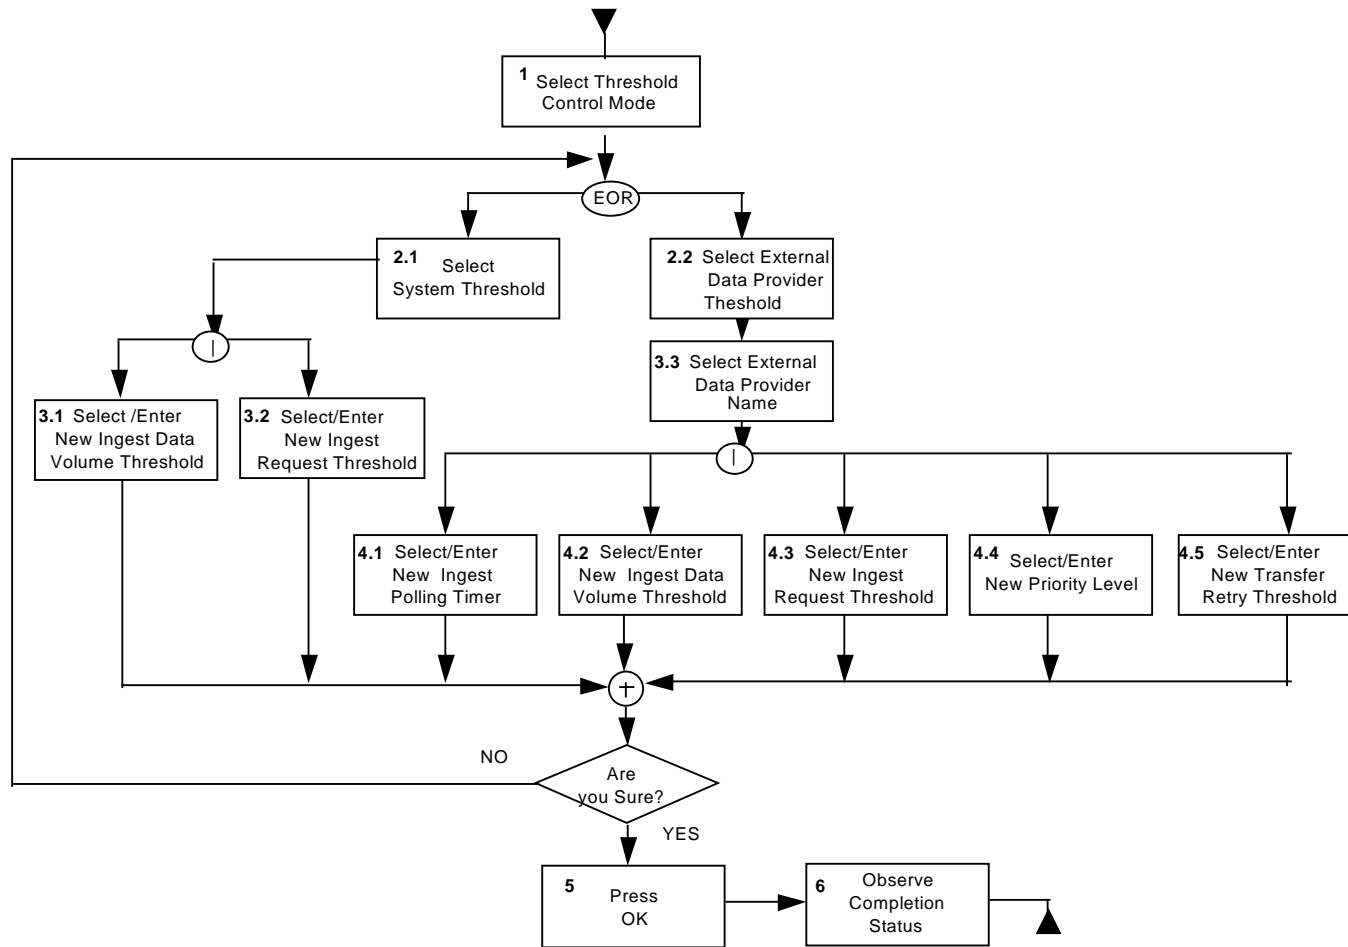 1 Select Threshold
Control Mode
EOR
2.1 Select
System Threshold
2.2 Select External
Data Provider
Theshold
|
3.3 Select External
Data Provider
Name
3.1 Select /Enter
New Ingest Data
Volume Threshold
3.2 Select/Enter
New Ingest
Request Threshold
|
4.1 Select/Enter
New Ingest
Polling Timer
4.2 Select/Enter
New Ingest Data
Volume Threshold
4.3 Select/Enter
New Ingest
Request Threshold
4.4 Select/Enter
New Priority Level
4.5 Select/Enter
New Transfer
Retry Threshold
+
NO
Are
you Sure?
YES
5 Press
OK
6 Observe
Completion
Status